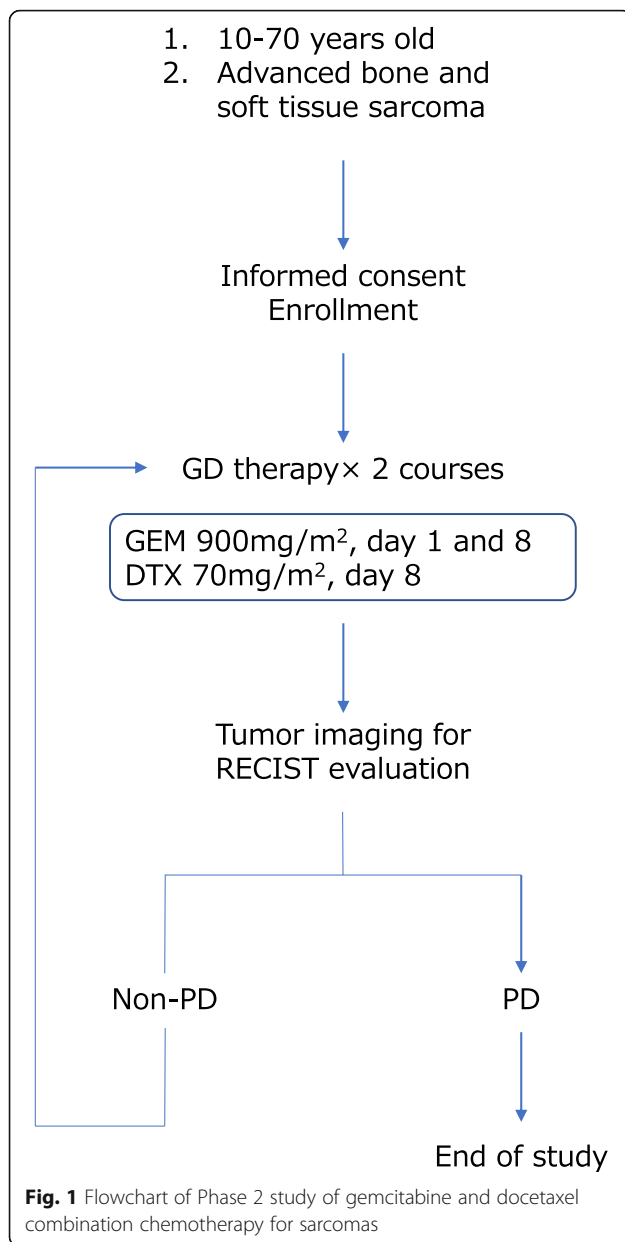 1. 10-70 years old
2. Advanced bone and
soft tissue sarcoma
Informed consent
Enrollment
GD therapy× 2 courses
GEM 900mg/m², day 1 and 8
DTX 70mg/m², day 8
Tumor imaging for
RECIST evaluation
Non-PD
PD
End of study
Fig. 1 Flowchart of Phase 2 study of gemcitabine and docetaxel
combination chemotherapy for sarcomas